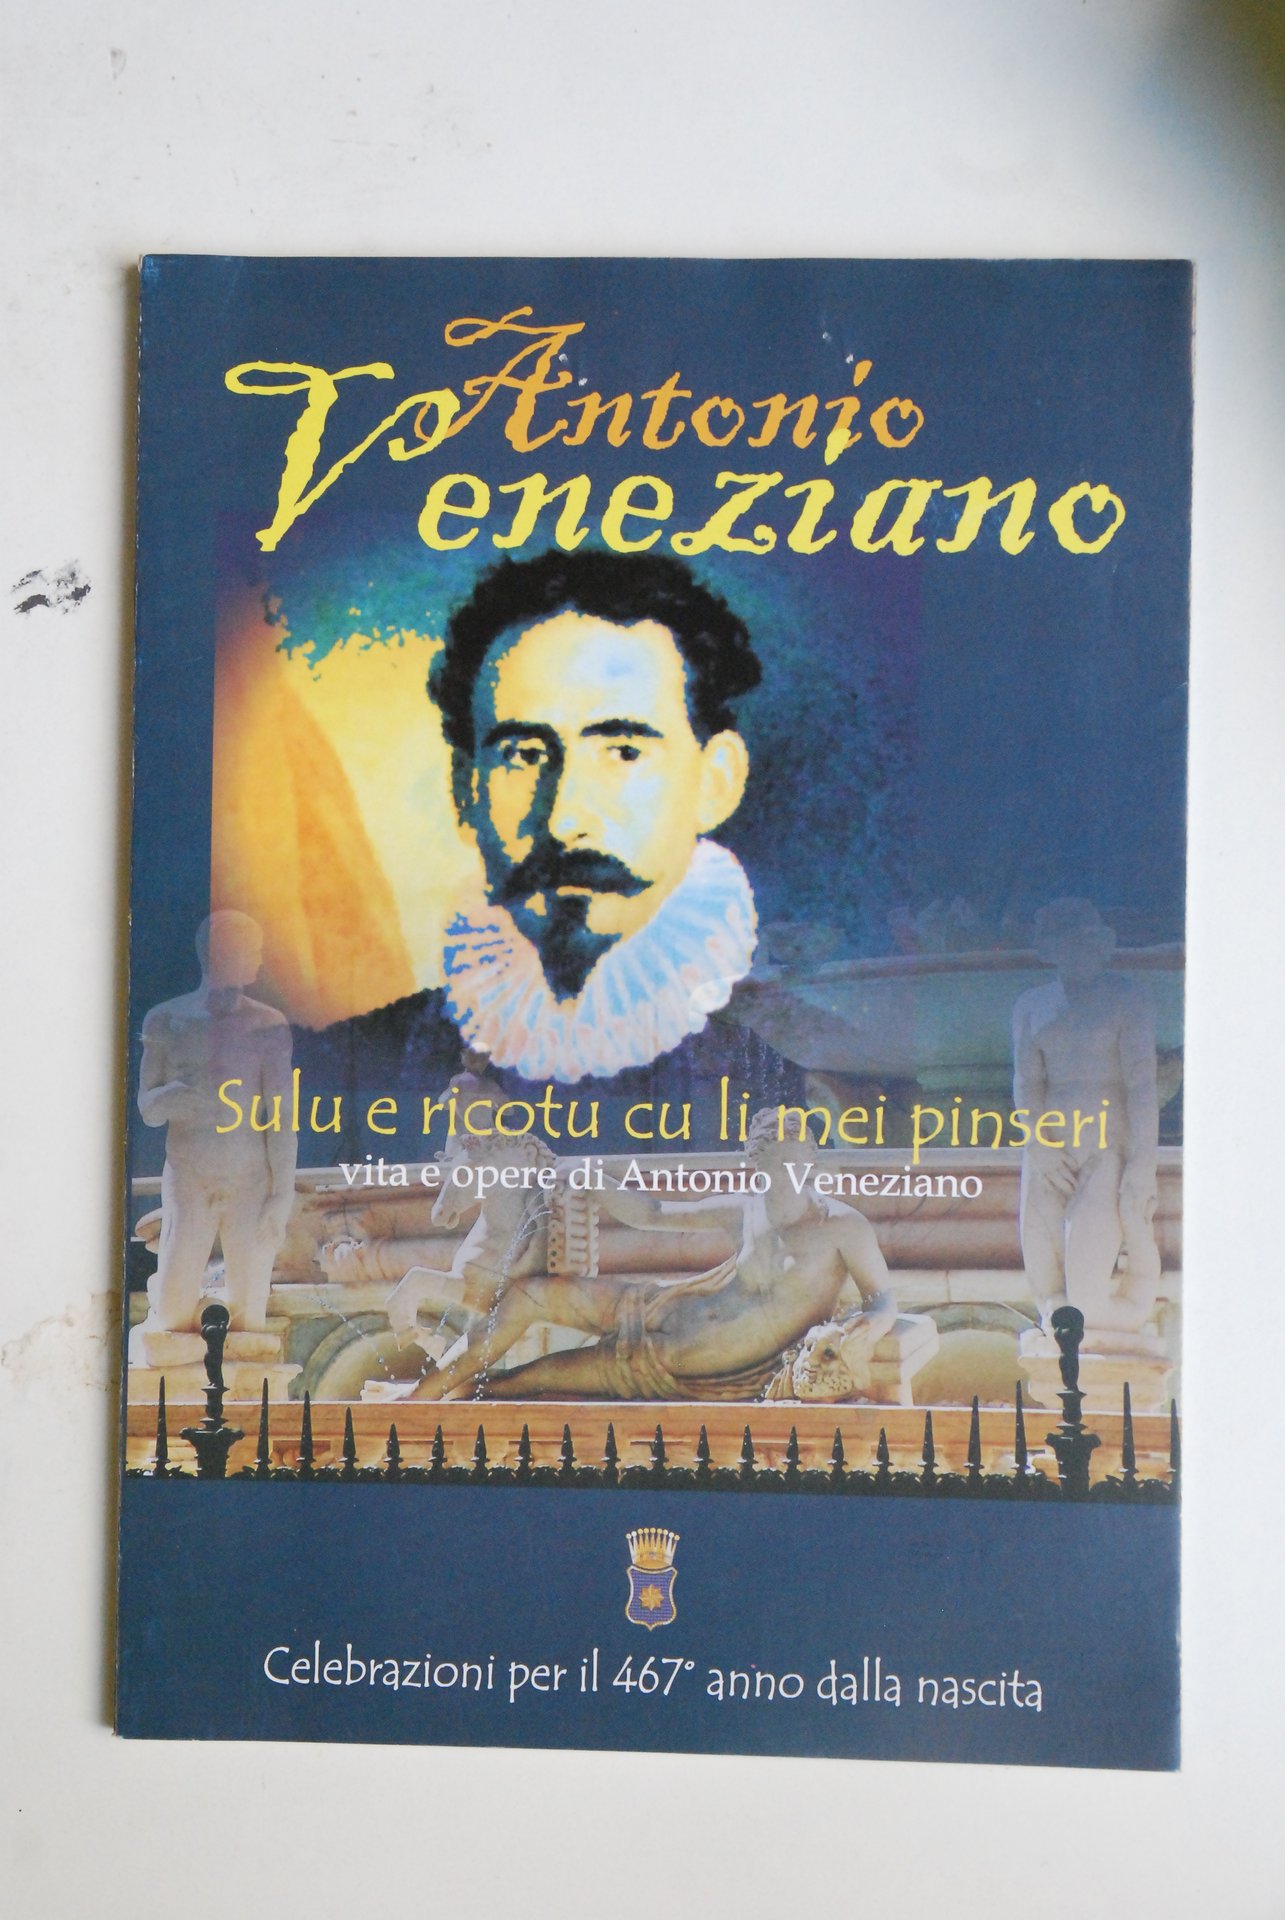 Antonio
Veneziano
Sulu e ricotu cu li mei pinseri
vita e opere di Antonio Veneziano
Celebrazioni per il 467° anno dalla nascita